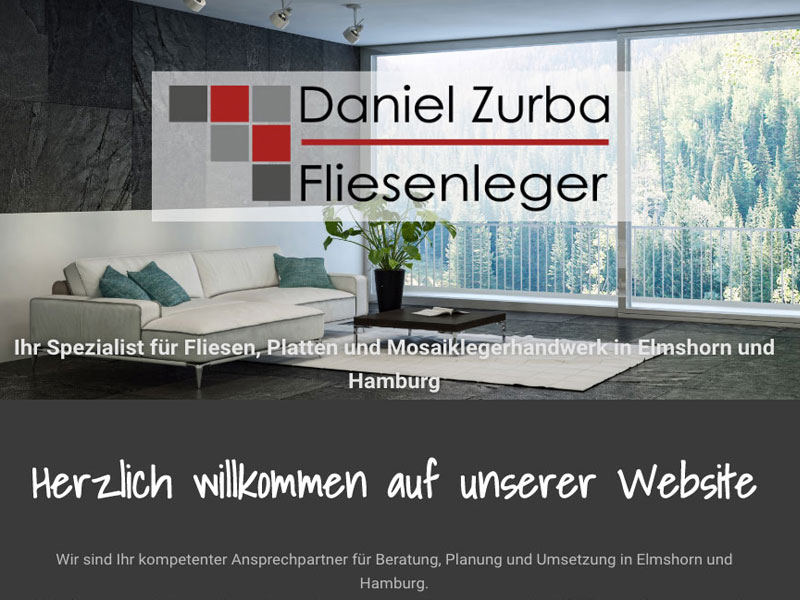 Daniel Zurba
Fliesenleger
Ihr Spezialist für Fliesen, Platten und Mosaiklegerhandwerk in Elmshorn und
Hamburg
Herzlich willkommen auf unserer Website
Wir sind Ihr kompetenter Ansprechpartner für Beratung, Planung und Umsetzung in Elmshorn und
Hamburg.